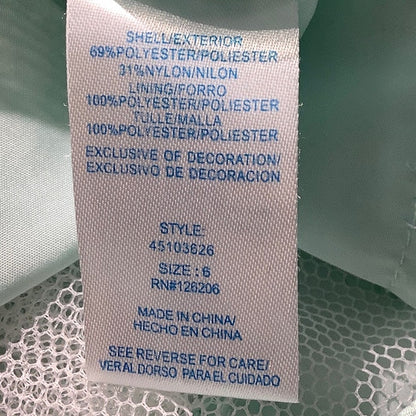 SHELL/EXTERIOR
69%POLYESTER/POLIESTER
31%NYLON/NILON
LINING/FORRO
100%POLYESTER/POLIESTER
TULLE/MALLA
100%POLYESTER/POLIESTER
EXCLUSIVE OF DECORATION/
EXCLUSIVO DE DECORACION
STYLE:
45103626
SIZE : 6
RN#126206
MADE IN CHINA/
HECHO EN CHINA
SEE REVERSE FOR CARE/
VER AL DORSO PARA EL CUIDADO